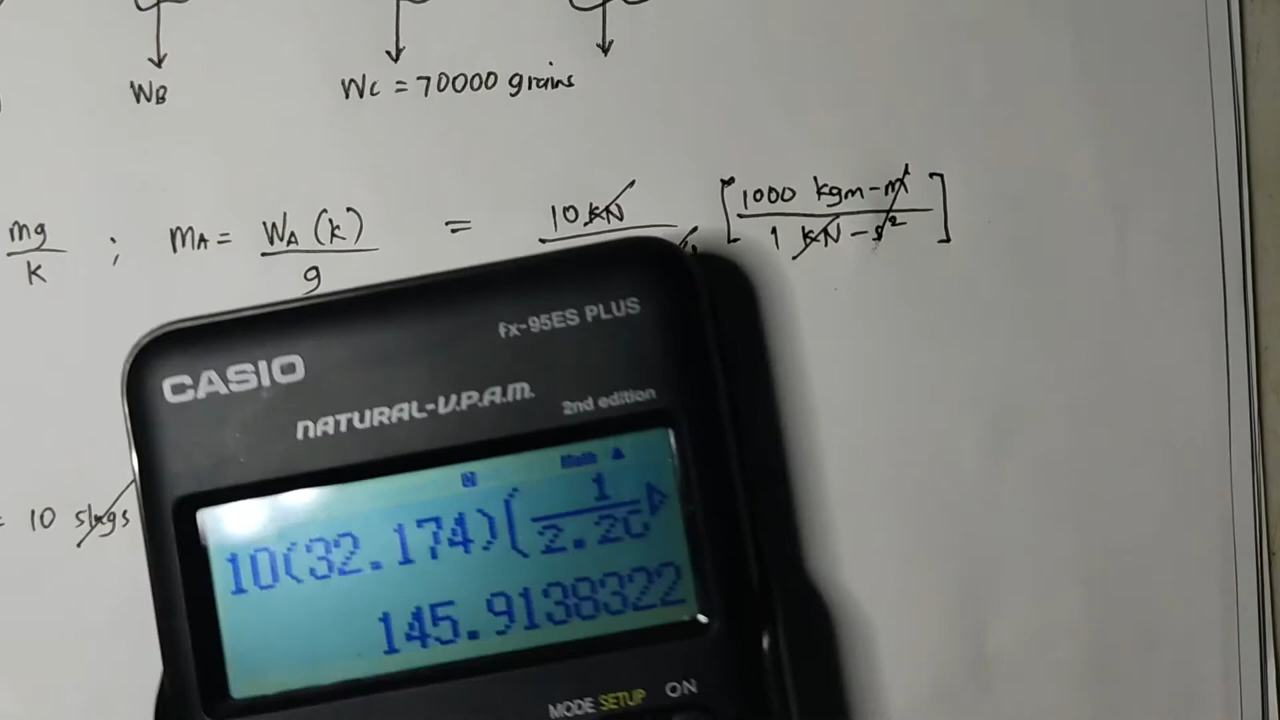 WB
WC = 70000 grains
mg
k
; mA = WA (k)
g
= 10 kN
[ 1000 kgm-m
1 kN - s² ]
= 10 slugs
CASIO
fx-95ES PLUS
NATURAL-V.P.A.M.
2nd edition
Math ▲
10(32.174)( 1
2.20
145.9138322
MODE SETUP ON